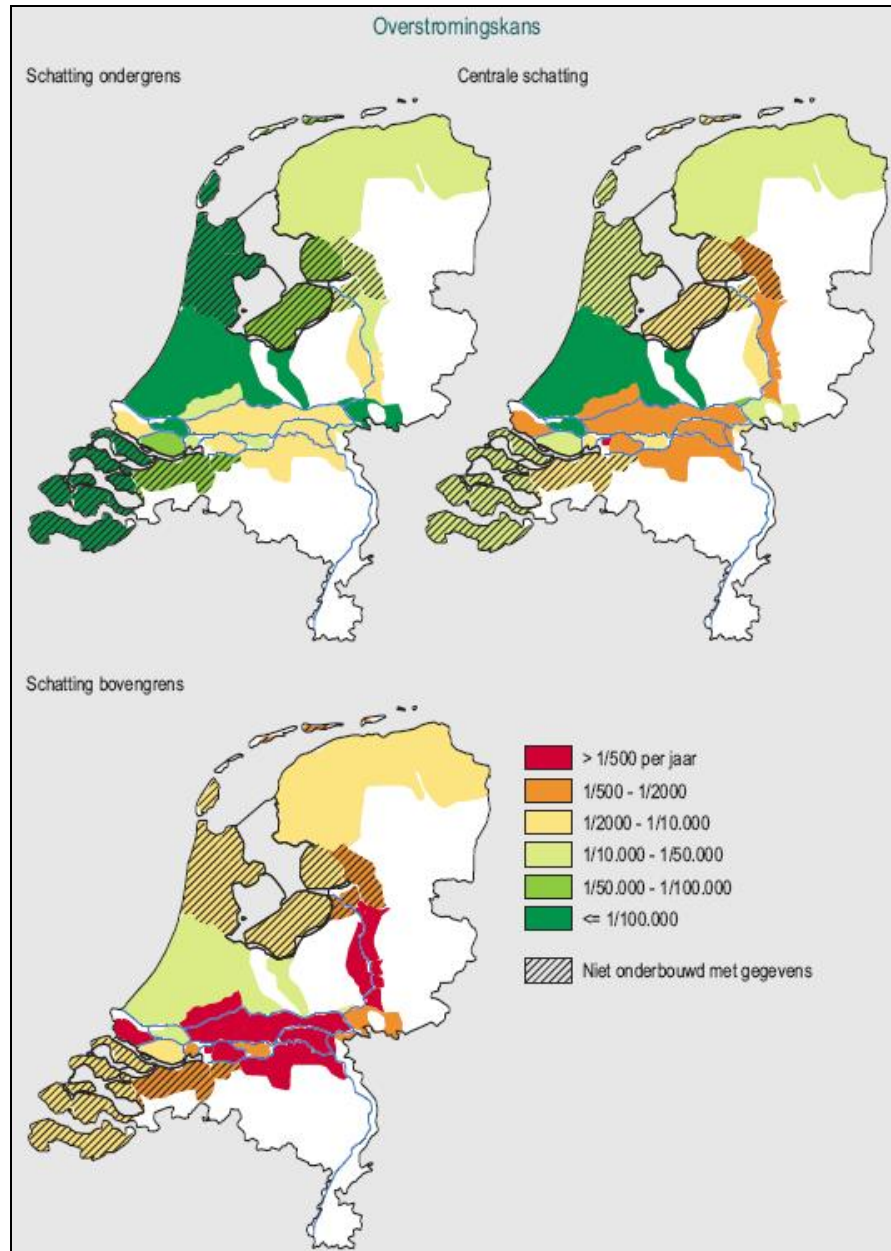 Overstromingskans
Schatting ondergrens
Centrale schatting
Schatting bovengrens
> 1/500 per jaar
1/500 - 1/2000
1/2000 - 1/10.000
1/10.000 - 1/50.000
1/50.000 - 1/100.000
<= 1/100.000
Niet onderbouwd met gegevens